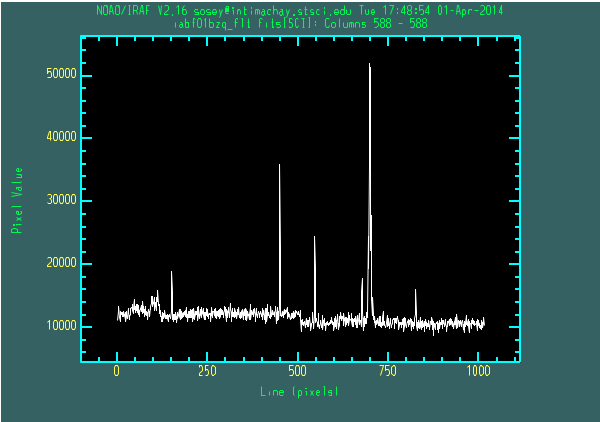 NOAO/IRAF V2.16 sosey@intimachay.stsci.edu Tue 17:48:54 01-Apr-2014
iabf01bzq_flt.fits[SCI]: Columns 588 - 588
50000
40000
30000
20000
10000
Pixel Value
0 250 500 750 1000
Line (pixels)